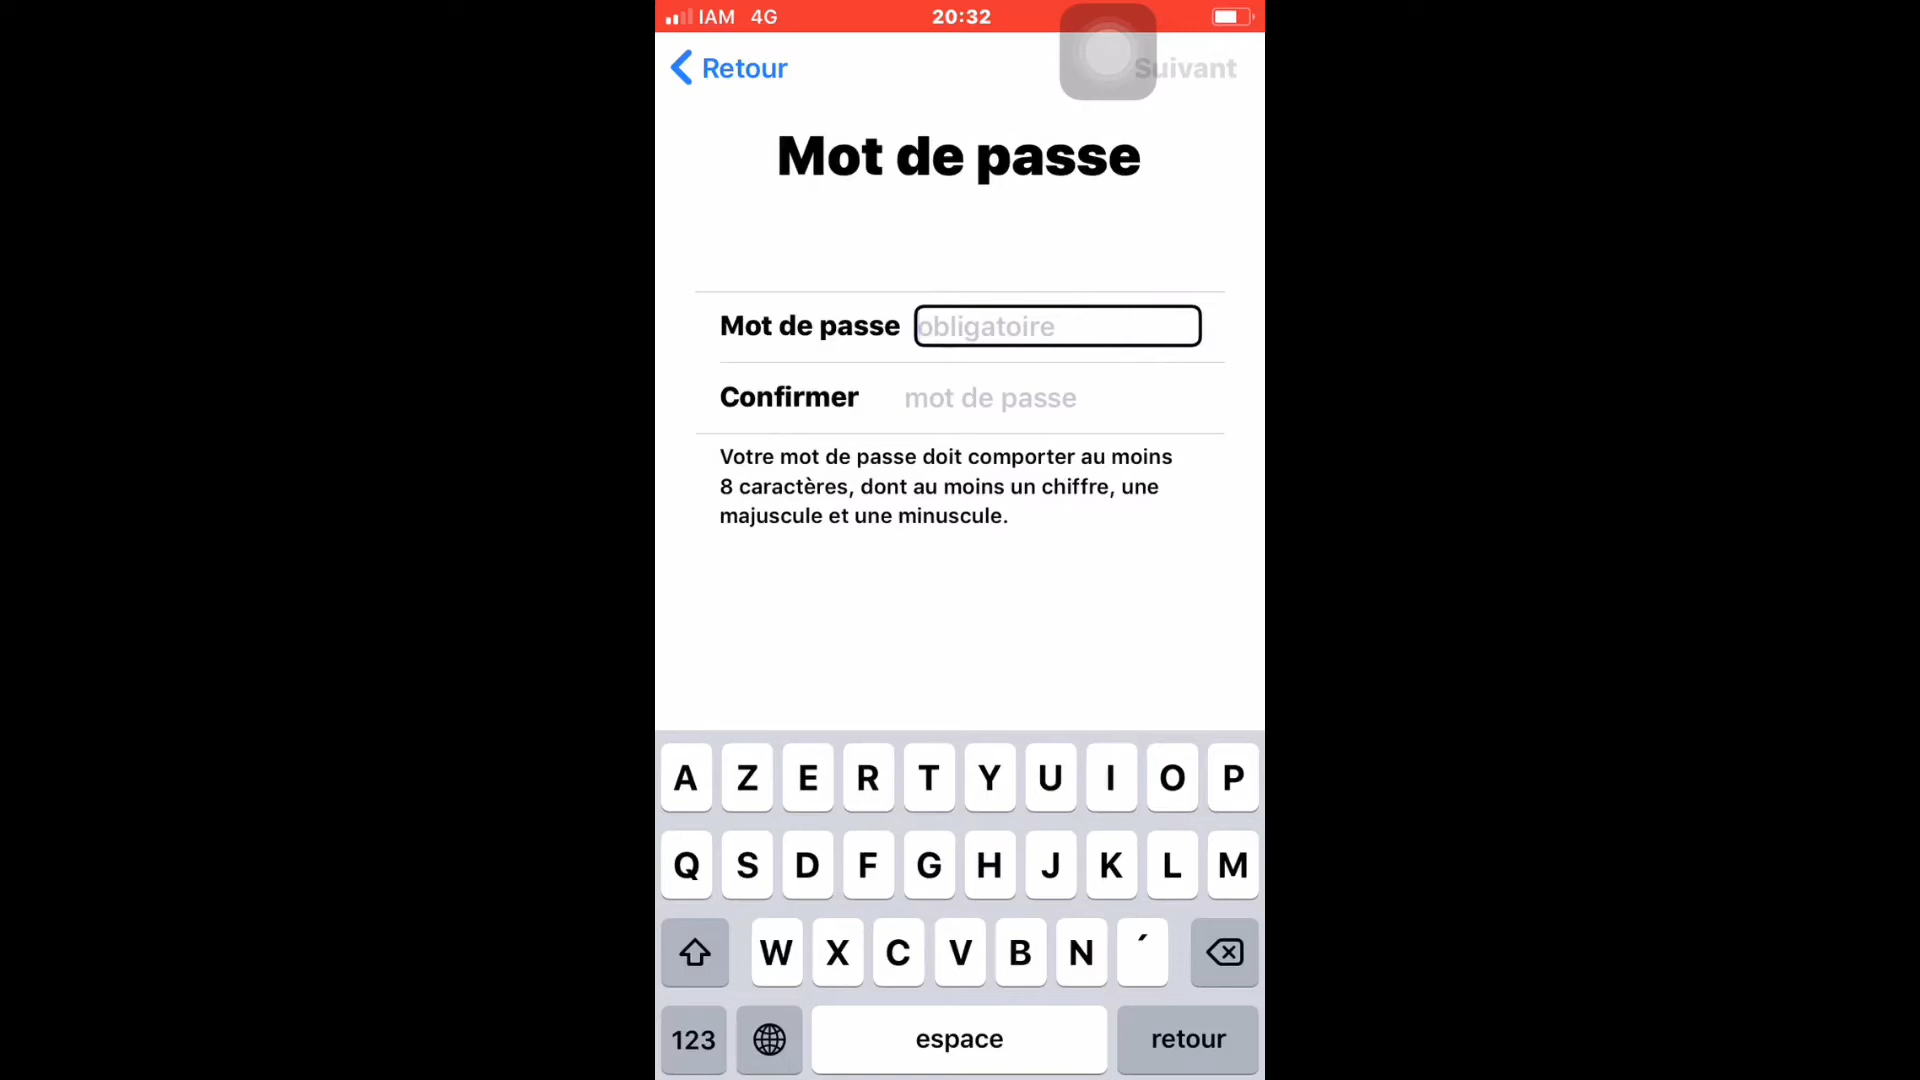 IAM 4G 20:32
Retour Suivant
Mot de passe
Mot de passe obligatoire
Confirmer mot de passe
Votre mot de passe doit comporter au moins
8 caractères, dont au moins un chiffre, une
majuscule et une minuscule.
A Z E R T Y U I O P
Q S D F G H J K L M
W X C V B N ´
123 espace retour